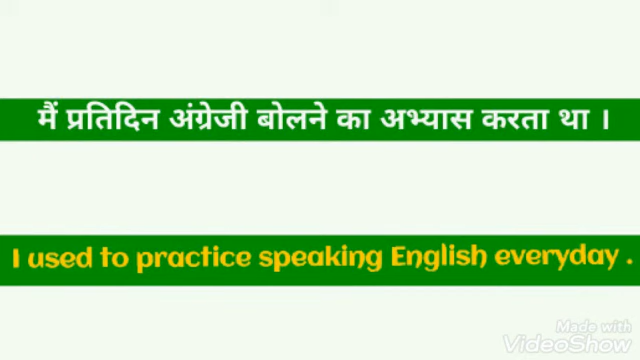 मैं प्रतिदिन अंग्रेजी बोलने का अभ्यास करता था ।
I used to practice speaking English everyday .
Made with
VideoShow